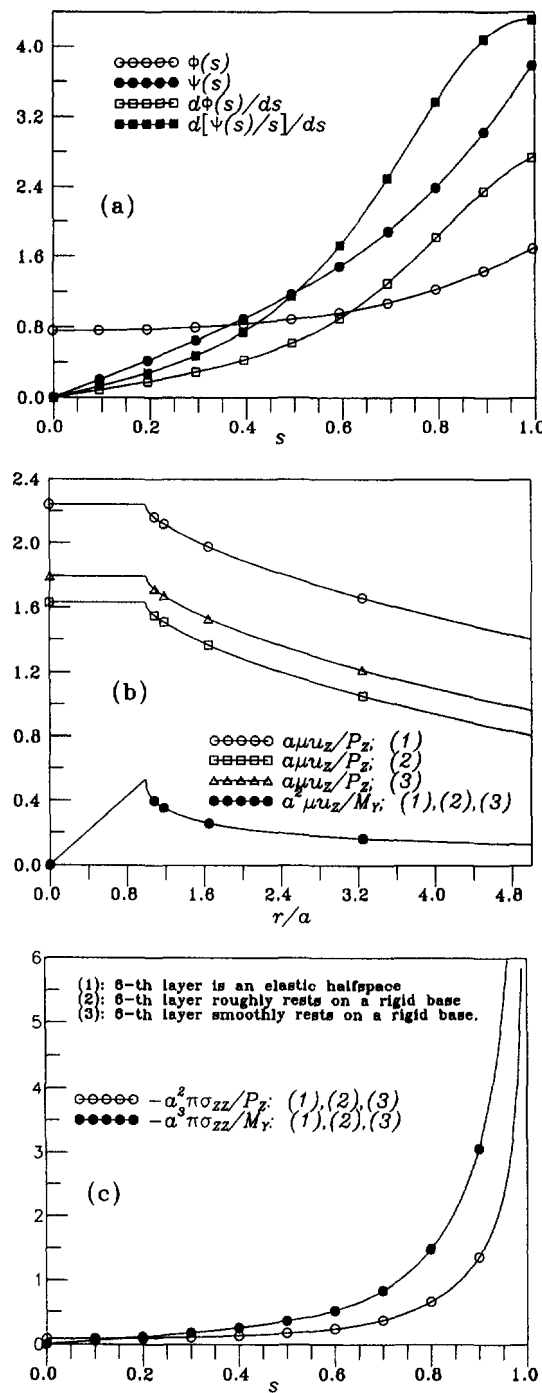 4.2
3.2
2.4
1.6
0.8
0.0
φ(s)
ψ(s)
dφ(s)/ds
d[ψ(s)/s]/ds
(a)
0.0 0.2 0.4 0.6 0.8 1.0
s
2.4
2.0
1.6
1.2
0.8
0.4
0.0
(b)
aμu_z/P_z; (1)
aμu_z/P_z; (2)
aμu_z/P_z; (3)
a²μu_z/M_Y; (1),(2),(3)
0.0 0.8 1.6 2.4 3.2 4.0 4.8
r/a
6
5
4
3
2
1
0
(1): 6-th layer is an elastic halfspace
(2): 6-th layer roughly rests on a rigid base
(3): 6-th layer smoothly rests on a rigid base.
-a²πσ_zz/P_z; (1),(2),(3)
-a³πσ_zz/M_Y; (1),(2),(3)
(c)
0.0 0.2 0.4 0.6 0.8 1.0
s